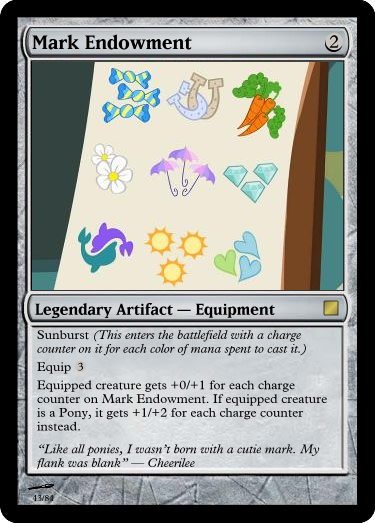 Mark Endowment 2
Legendary Artifact — Equipment
Sunburst (This enters the battlefield with a charge
counter on it for each color of mana spent to cast it.)
Equip 3
Equipped creature gets +0/+1 for each charge
counter on Mark Endowment. If equipped creature
is a Pony, it gets +1/+2 for each charge counter
instead.
“Like all ponies, I wasn't born with a cutie mark. My
flank was blank” — Cheerilee
43/84